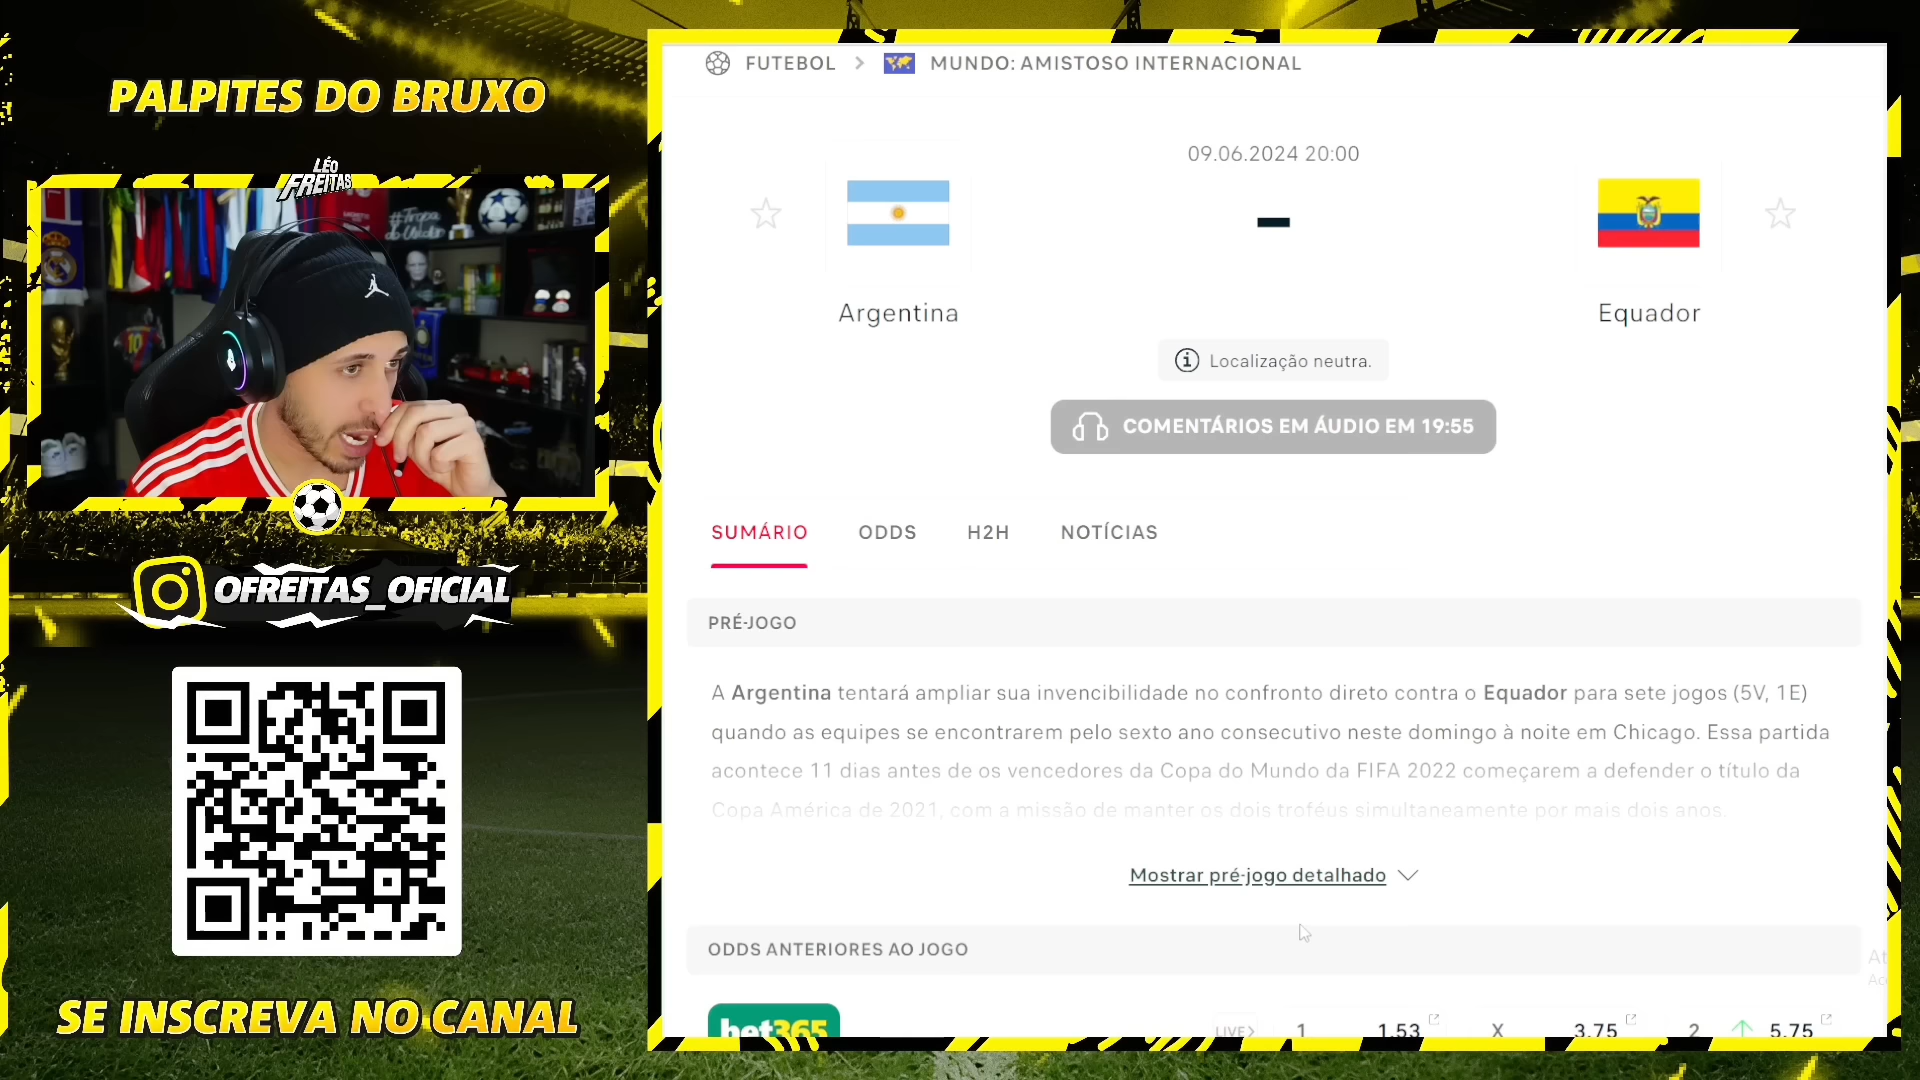 PALPITES DO BRUXO
LÉO
FREITAS
#Tropa
do
10
OFREITAS_OFICIAL
SE INSCREVA NO CANAL
FUTEBOL > MUNDO: AMISTOSO INTERNACIONAL
09.06.2024 20:00
Argentina
Equador
Localização neutra.
COMENTÁRIOS EM ÁUDIO EM 19:55
SUMÁRIO ODDS H2H NOTÍCIAS
PRÉ-JOGO
A Argentina tentará ampliar sua invencibilidade no confronto direto contra o Equador para sete jogos (5V, 1E)
quando as equipes se encontrarem pelo sexto ano consecutivo neste domingo à noite em Chicago. Essa partida
acontece 11 dias antes de os vencedores da Copa do Mundo da FIFA 2022 começarem a defender o título da
Copa América de 2021, com a missão de manter os dois troféus simultaneamente por mais dois anos.
Mostrar pré-jogo detalhado
ODDS ANTERIORES AO JOGO
bet365
LIVE> 1 1.53 X 3.75 2 5.75